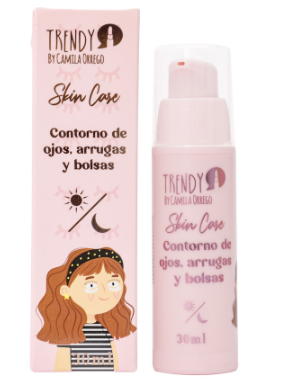 TRENDY
BY CAMILA ORREGO
Skin Care
Contorno de
ojos, arrugas
y bolsas
TRENDY
BY CAMILA ORREGO
Skin Care
Contorno de
ojos, arrugas
y bolsas
30ml